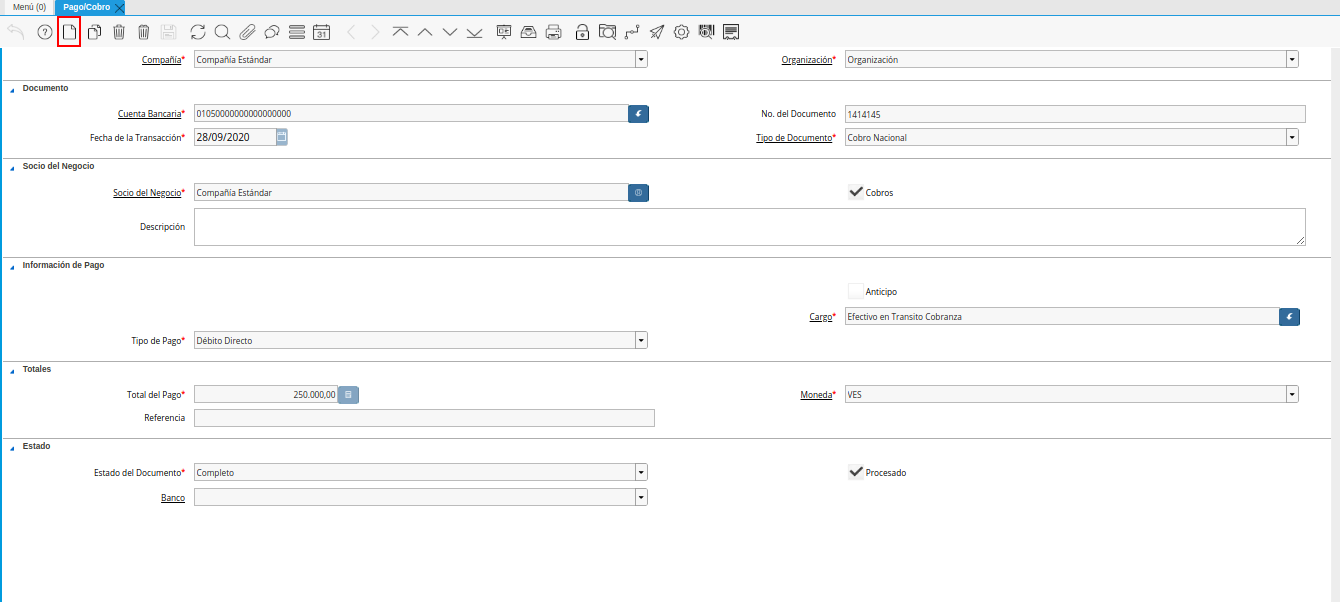 Menú (0) Pago/Cobro
31
Compañía* Compañía Estándar Organización* Organización
Documento
Cuenta Bancaria* 01050000000000000000 No. del Documento 1414145
Fecha de la Transacción* 28/09/2020 Tipo de Documento* Cobro Nacional
Socio del Negocio
Socio del Negocio* Compañía Estándar Cobros
Descripción
Información de Pago
Anticipo
Cargo* Efectivo en Transito Cobranza
Tipo de Pago* Débito Directo
Totales
Total del Pago* 250.000,00 Moneda* VES
Referencia
Estado
Estado del Documento* Completo Procesado
Banco